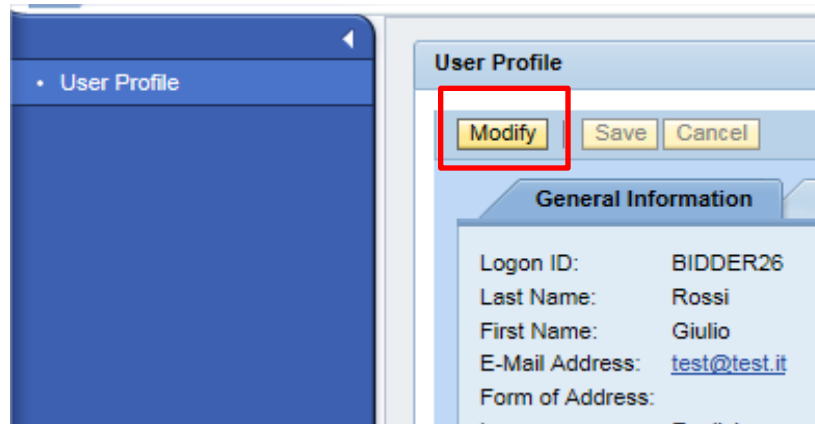 User Profile
User Profile
Modify Save Cancel
General Information
Logon ID: BIDDER26
Last Name: Rossi
First Name: Giulio
E-Mail Address: test@test.it
Form of Address: